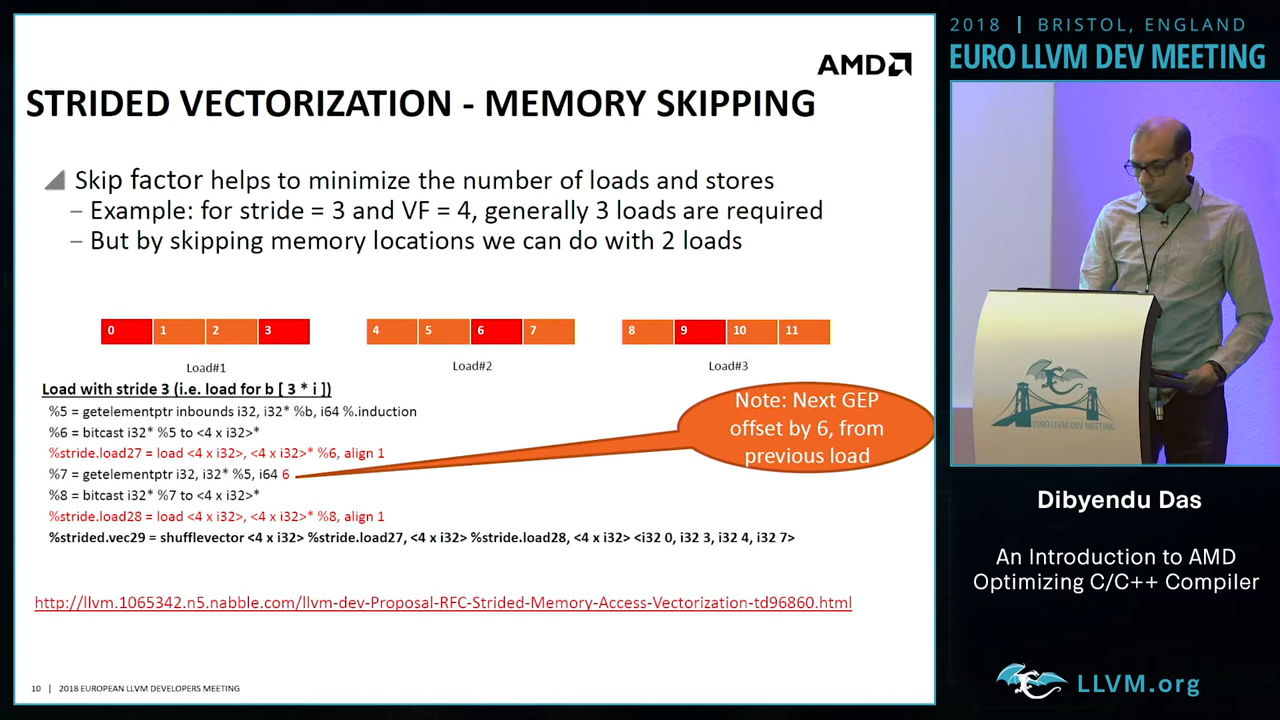 2018 | BRISTOL, ENGLAND
EURO LLVM DEV MEETING
AMD
STRIDED VECTORIZATION - MEMORY SKIPPING
Skip factor helps to minimize the number of loads and stores
– Example: for stride = 3 and VF = 4, generally 3 loads are required
– But by skipping memory locations we can do with 2 loads
0 1 2 3 4 5 6 7 8 9 10 11
Load#1 Load#2 Load#3
Load with stride 3 (i.e. load for b [ 3 * i ])
%5 = getelementptr inbounds i32, i32* %b, i64 %.induction
%6 = bitcast i32* %5 to <4 x i32>*
%stride.load27 = load <4 x i32>, <4 x i32>* %6, align 1
%7 = getelementptr i32, i32* %5, i64 6
%8 = bitcast i32* %7 to <4 x i32>*
%stride.load28 = load <4 x i32>, <4 x i32>* %8, align 1
%strided.vec29 = shufflevector <4 x i32> %stride.load27, <4 x i32> %stride.load28, <4 x i32> <i32 0, i32 3, i32 4, i32 7>
Note: Next GEP
offset by 6, from
previous load
http://llvm.1065342.n5.nabble.com/llvm-dev-Proposal-RFC-Strided-Memory-Access-Vectorization-td96860.html
10 | 2018 EUROPEAN LLVM DEVELOPERS MEETING
Dibyendu Das
An Introduction to AMD
Optimizing C/C++ Compiler
LLVM.org